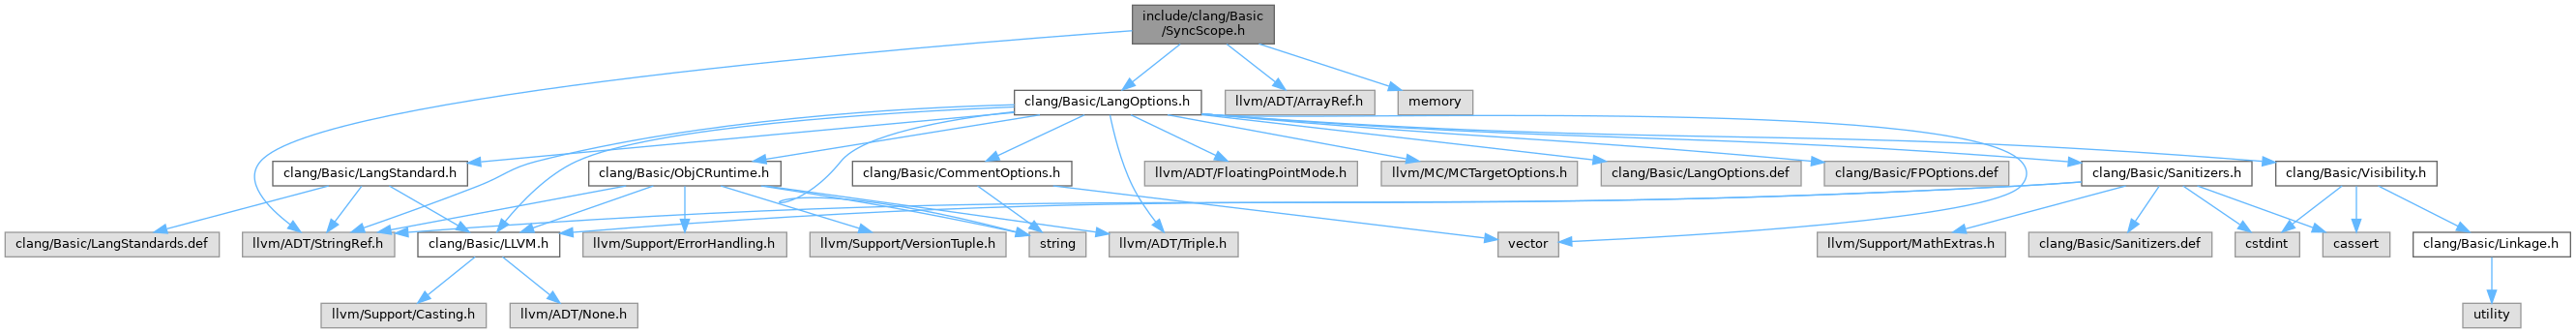 include/clang/Basic
/SyncScope.h
clang/Basic/LangOptions.h
llvm/ADT/ArrayRef.h
memory
clang/Basic/LangStandard.h
clang/Basic/ObjCRuntime.h
clang/Basic/CommentOptions.h
llvm/ADT/FloatingPointMode.h
llvm/MC/MCTargetOptions.h
clang/Basic/LangOptions.def
clang/Basic/FPOptions.def
clang/Basic/Sanitizers.h
clang/Basic/Visibility.h
clang/Basic/LangStandards.def
llvm/ADT/StringRef.h
clang/Basic/LLVM.h
llvm/Support/ErrorHandling.h
llvm/Support/VersionTuple.h
string
llvm/ADT/Triple.h
vector
llvm/Support/MathExtras.h
clang/Basic/Sanitizers.def
cstdint
cassert
clang/Basic/Linkage.h
llvm/Support/Casting.h
llvm/ADT/None.h
utility